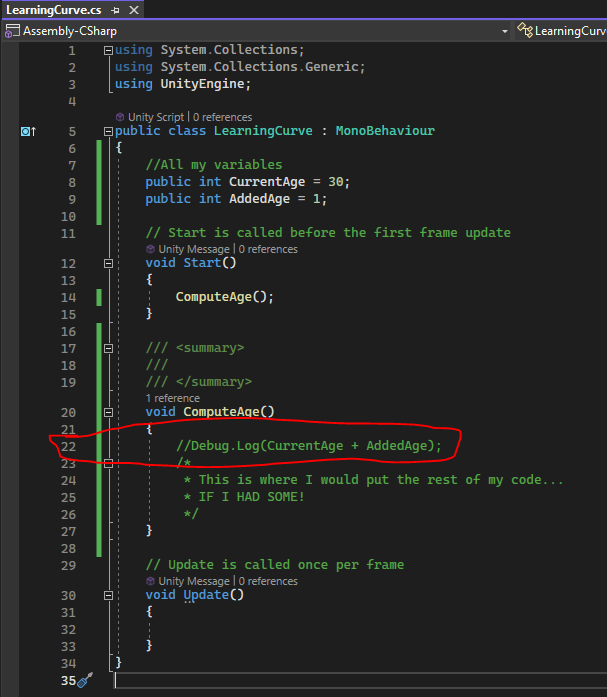 LearningCurve.cs
Assembly-CSharp LearningCurv
1 using System.Collections;
2 using System.Collections.Generic;
3 using UnityEngine;
4
Unity Script | 0 references
5 public class LearningCurve : MonoBehaviour
6 {
7 //All my variables
8 public int CurrentAge = 30;
9 public int AddedAge = 1;
10
11 // Start is called before the first frame update
Unity Message | 0 references
12 void Start()
13 {
14 ComputeAge();
15 }
16
17 /// <summary>
18 ///
19 /// </summary>
1 reference
20 void ComputeAge()
21 {
22 //Debug.Log(CurrentAge + AddedAge);
23 /*
24 * This is where I would put the rest of my code...
25 * IF I HAD SOME!
26 */
27 }
28
29 // Update is called once per frame
Unity Message | 0 references
30 void Update()
31 {
32
33 }
34 }
35